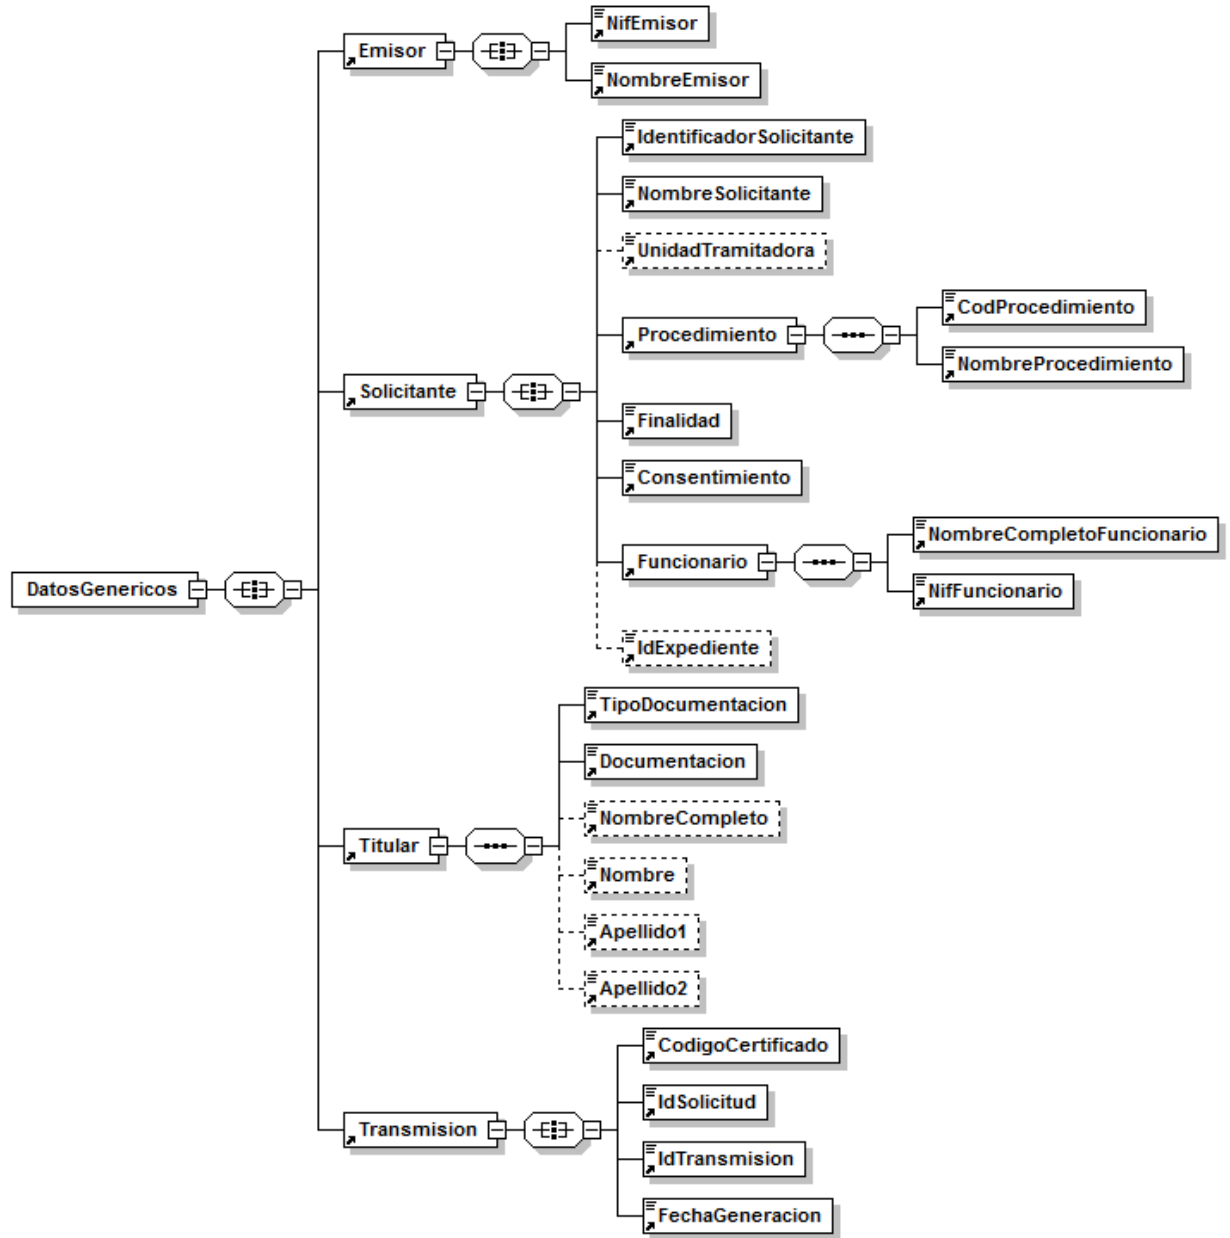 NifEmisor
Emisor
NombreEmisor
IdentificadorSolicitante
NombreSolicitante
UnidadTramitadora
CodProcedimiento
Procedimiento
NombreProcedimiento
Solicitante
Finalidad
Consentimiento
NombreCompletoFuncionario
Funcionario
DatosGenericos
NifFuncionario
IdExpediente
TipoDocumentacion
Documentacion
NombreCompleto
Titular
Nombre
Apellido1
Apellido2
CodigoCertificado
IdSolicitud
Transmision
IdTransmision
FechaGeneracion